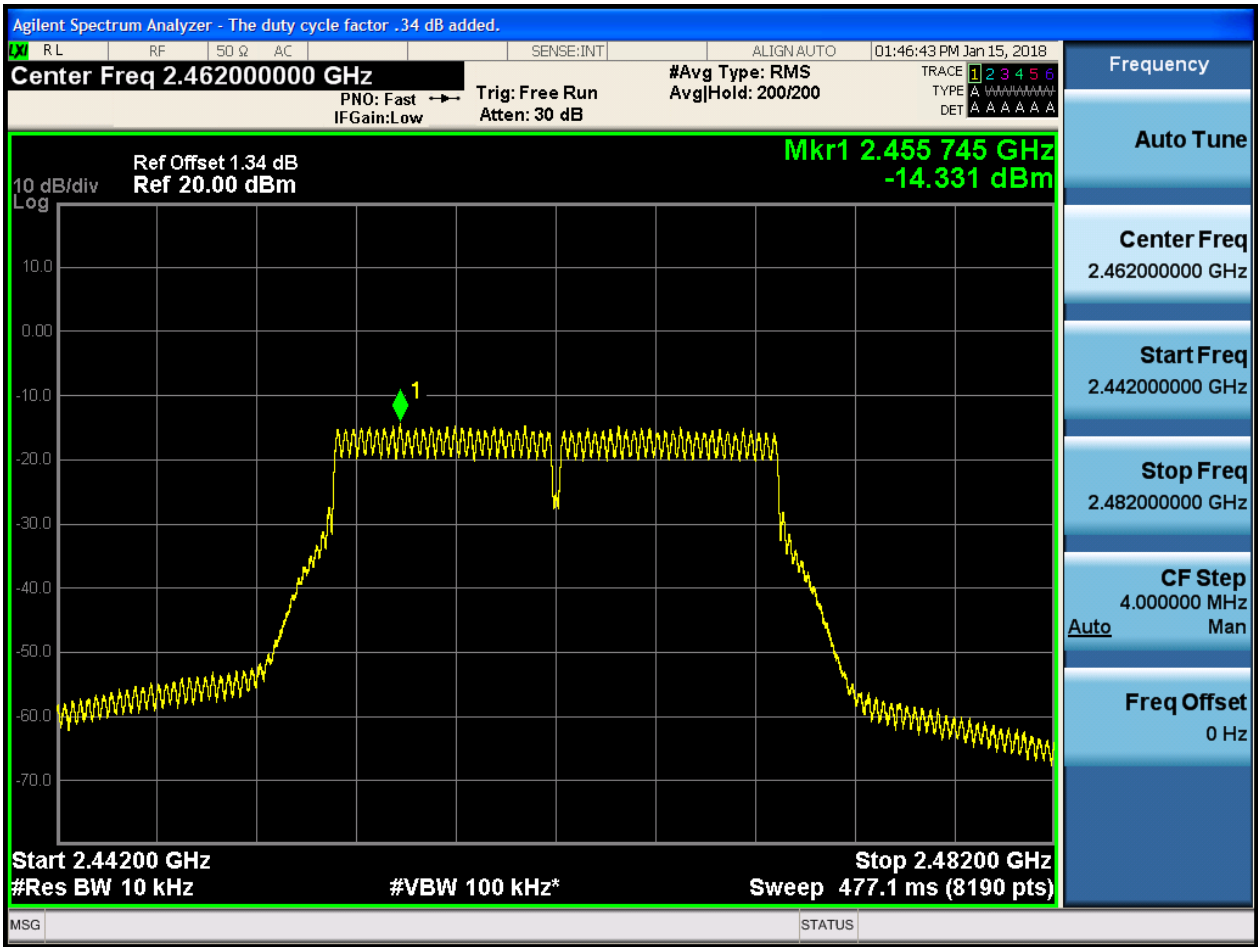 Agilent Spectrum Analyzer - The duty cycle factor .34 dB added.
LXI RL RF 50 Ω AC SENSE:INT ALIGN AUTO 01:46:43 PM Jan 15, 2018
Center Freq 2.462000000 GHz
PNO: Fast
IFGain:Low
Trig: Free Run
Atten: 30 dB
#Avg Type: RMS
Avg|Hold: 200/200
TRACE 1 2 3 4 5 6
TYPE A WWWWWW
DET A A A A A A
Mkr1 2.455 745 GHz
-14.331 dBm
Ref Offset 1.34 dB
10 dB/div Ref 20.00 dBm
Log
10.0
0.00
-10.0
-20.0
-30.0
-40.0
-50.0
-60.0
-70.0
1
Start 2.44200 GHz Stop 2.48200 GHz
#Res BW 10 kHz #VBW 100 kHz* Sweep 477.1 ms (8190 pts)
MSG STATUS
Frequency
Auto Tune
Center Freq
2.462000000 GHz
Start Freq
2.442000000 GHz
Stop Freq
2.482000000 GHz
CF Step
4.000000 MHz
Auto Man
Freq Offset
0 Hz